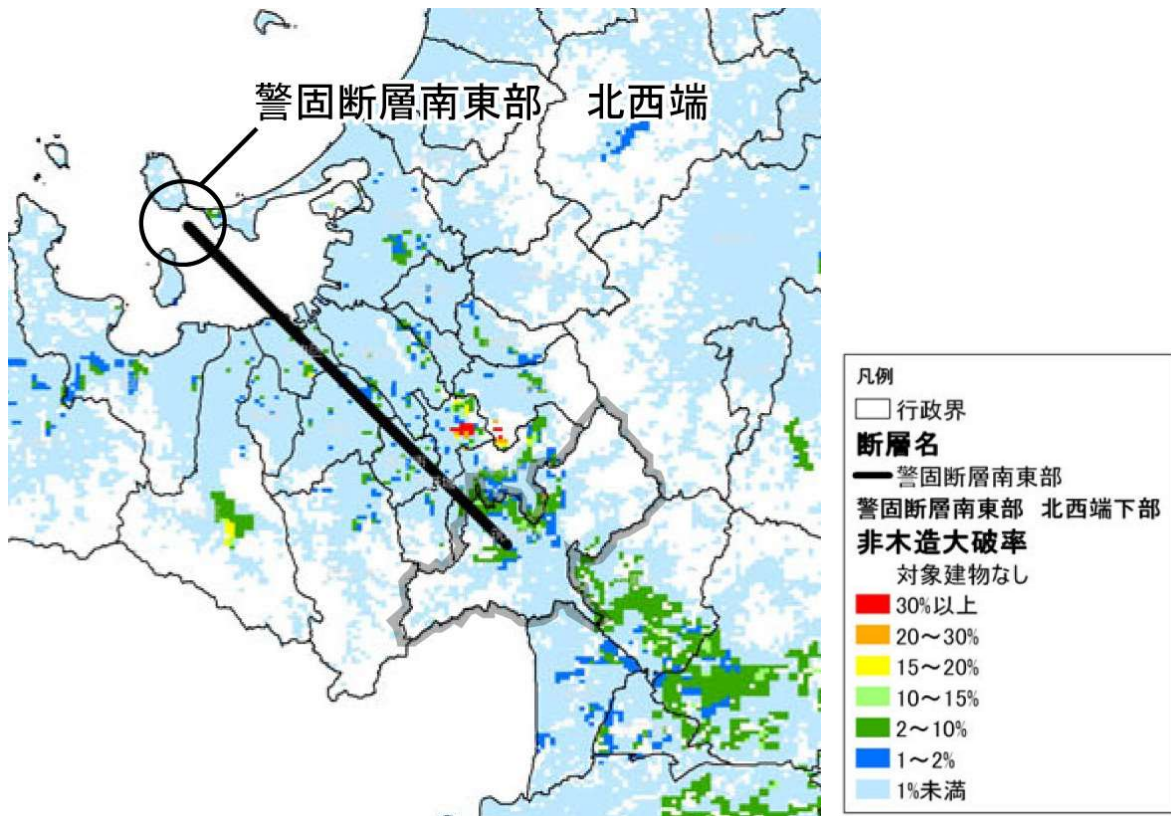 警固断層南東部　北西端
凡例
行政界
断層名
警固断層南東部
警固断層南東部　北西端下部
非木造大破率
対象建物なし
30%以上
20～30%
15～20%
10～15%
2～10%
1～2%
1%未満